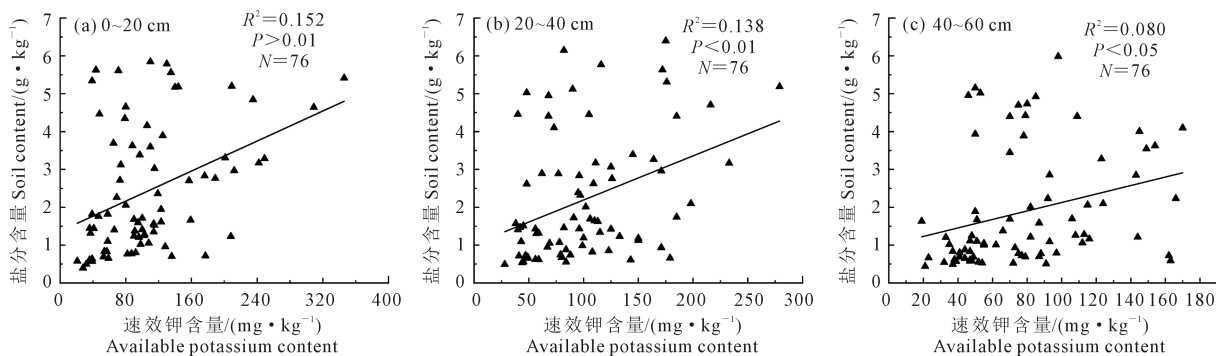 (a) 0~20 cm
R²=0.152
P>0.01
N=76
盐分含量 Soil content/(g·kg⁻¹)
7
6
5
4
3
2
1
0
0 80 160 240 320 400
速效钾含量/(mg·kg⁻¹)
Available potassium content
(b) 20~40 cm
R²=0.138
P<0.01
N=76
盐分含量 Soil content/(g·kg⁻¹)
7
6
5
4
3
2
1
0
0 50 100 150 200 250 300
速效钾含量/(mg·kg⁻¹)
Available potassium content
(c) 40~60 cm
R²=0.080
P<0.05
N=76
盐分含量 Soil content/(g·kg⁻¹)
7
6
5
4
3
2
1
0
0 20 40 60 80 100 120 140 160 180
速效钾含量/(mg·kg⁻¹)
Available potassium content